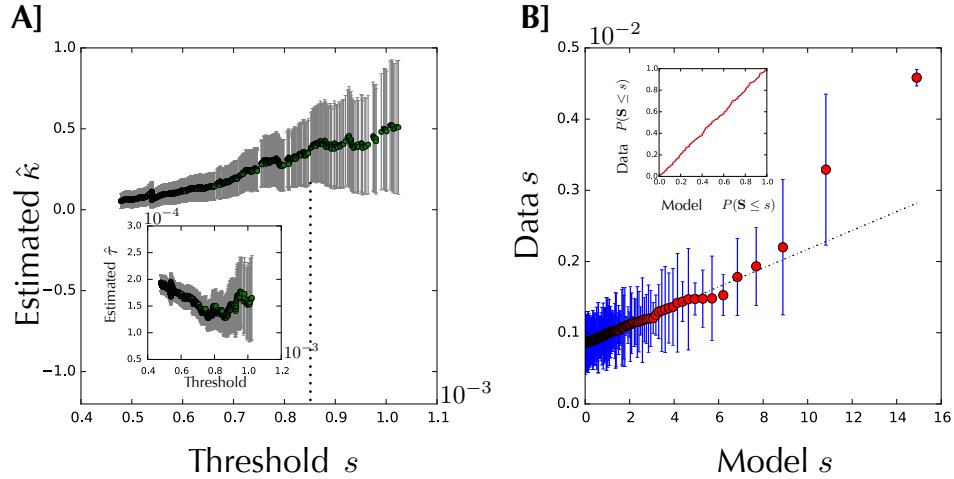 A]
1.0
0.5
0.0
−0.5
−1.0
Estimated κ̂
0.4 0.5 0.6 0.7 0.8 0.9 1.0 1.1
10⁻³
Threshold s
10⁻⁴
3.0
2.5
2.0
1.5
1.0
0.5
Estimated τ̂
0.4 0.6 0.8 1.0 1.2
10⁻³
Threshold
B]
10⁻²
0.5
0.4
0.3
0.2
0.1
0.0
Data s
0 2 4 6 8 10 12 14 16
Model s
1.0
0.8
0.6
0.4
0.2
0.0
Data P(S ≤ s)
0.0 0.2 0.4 0.6 0.8 1.0
Model P(S ≤ s)